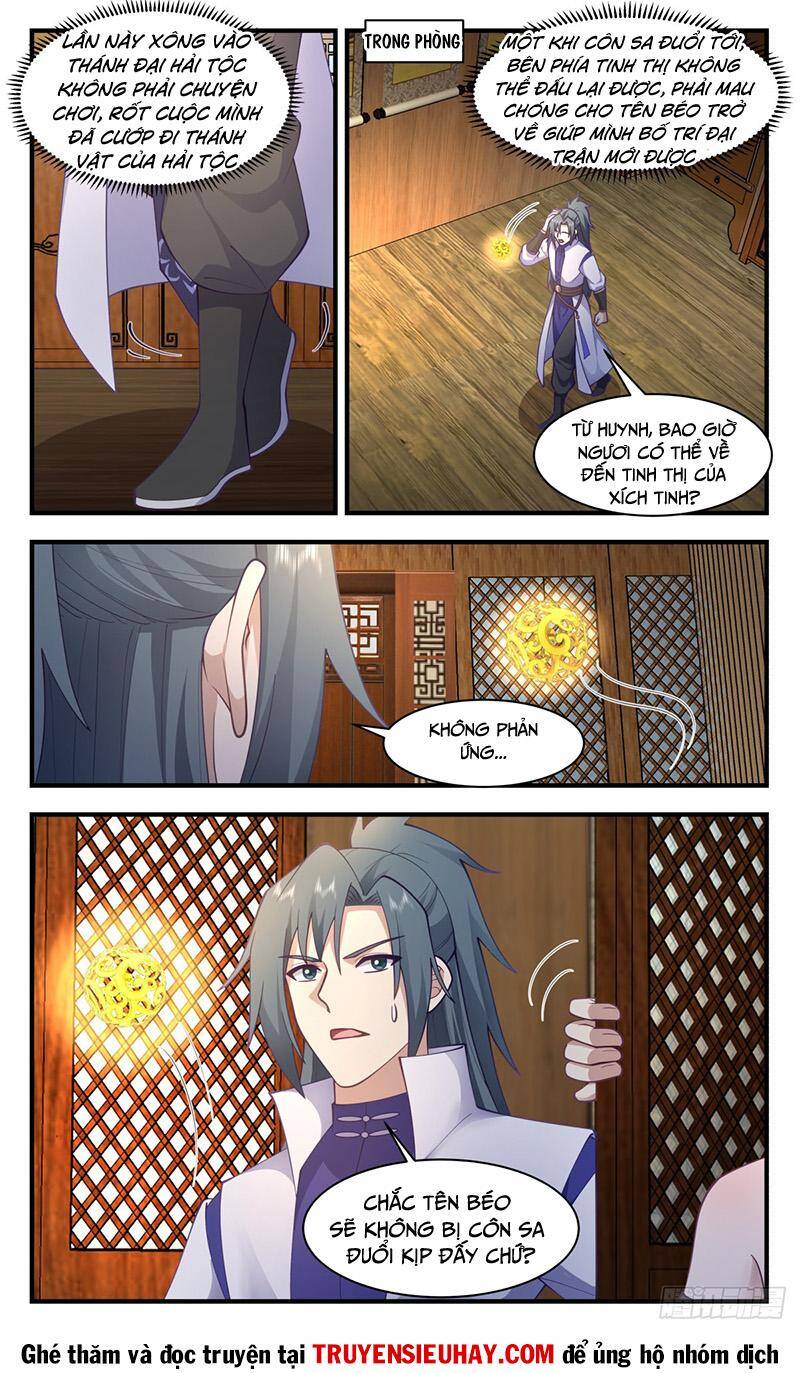 LẦN NÀY XÔNG VÀO
THÁNH ĐẠI HẢI TỘC
KHÔNG PHẢI CHUYỆN
CHƠI, RỐT CUỘC MÌNH
ĐÃ CƯỚP ĐI THÁNH
VẬT CỦA HẢI TỘC
TRONG PHÒNG
MỘT KHI CÔN SA ĐUỔI TỚI,
BÊN PHÍA TINH THỊ KHÔNG
THỂ ĐẤU LẠI ĐƯỢC, PHẢI MAU
CHÓNG CHO TÊN BÉO TRỞ
VỀ GIÚP MÌNH BỐ TRÍ ĐẠI
TRẬN MỚI ĐƯỢC
TỪ HUYNH, BAO GIỜ
NGƯƠI CÓ THỂ VỀ
ĐẾN TINH THỊ CỦA
XÍCH TINH?
KHÔNG PHẢN
ỨNG...
CHẮC TÊN BÉO
SẼ KHÔNG BỊ CÔN SA
ĐUỔI KỊP ĐẤY CHỨ?
腾讯动漫
Ghé thăm và đọc truyện tại TRUYENSIEUHAY.COM để ủng hộ nhóm dịch